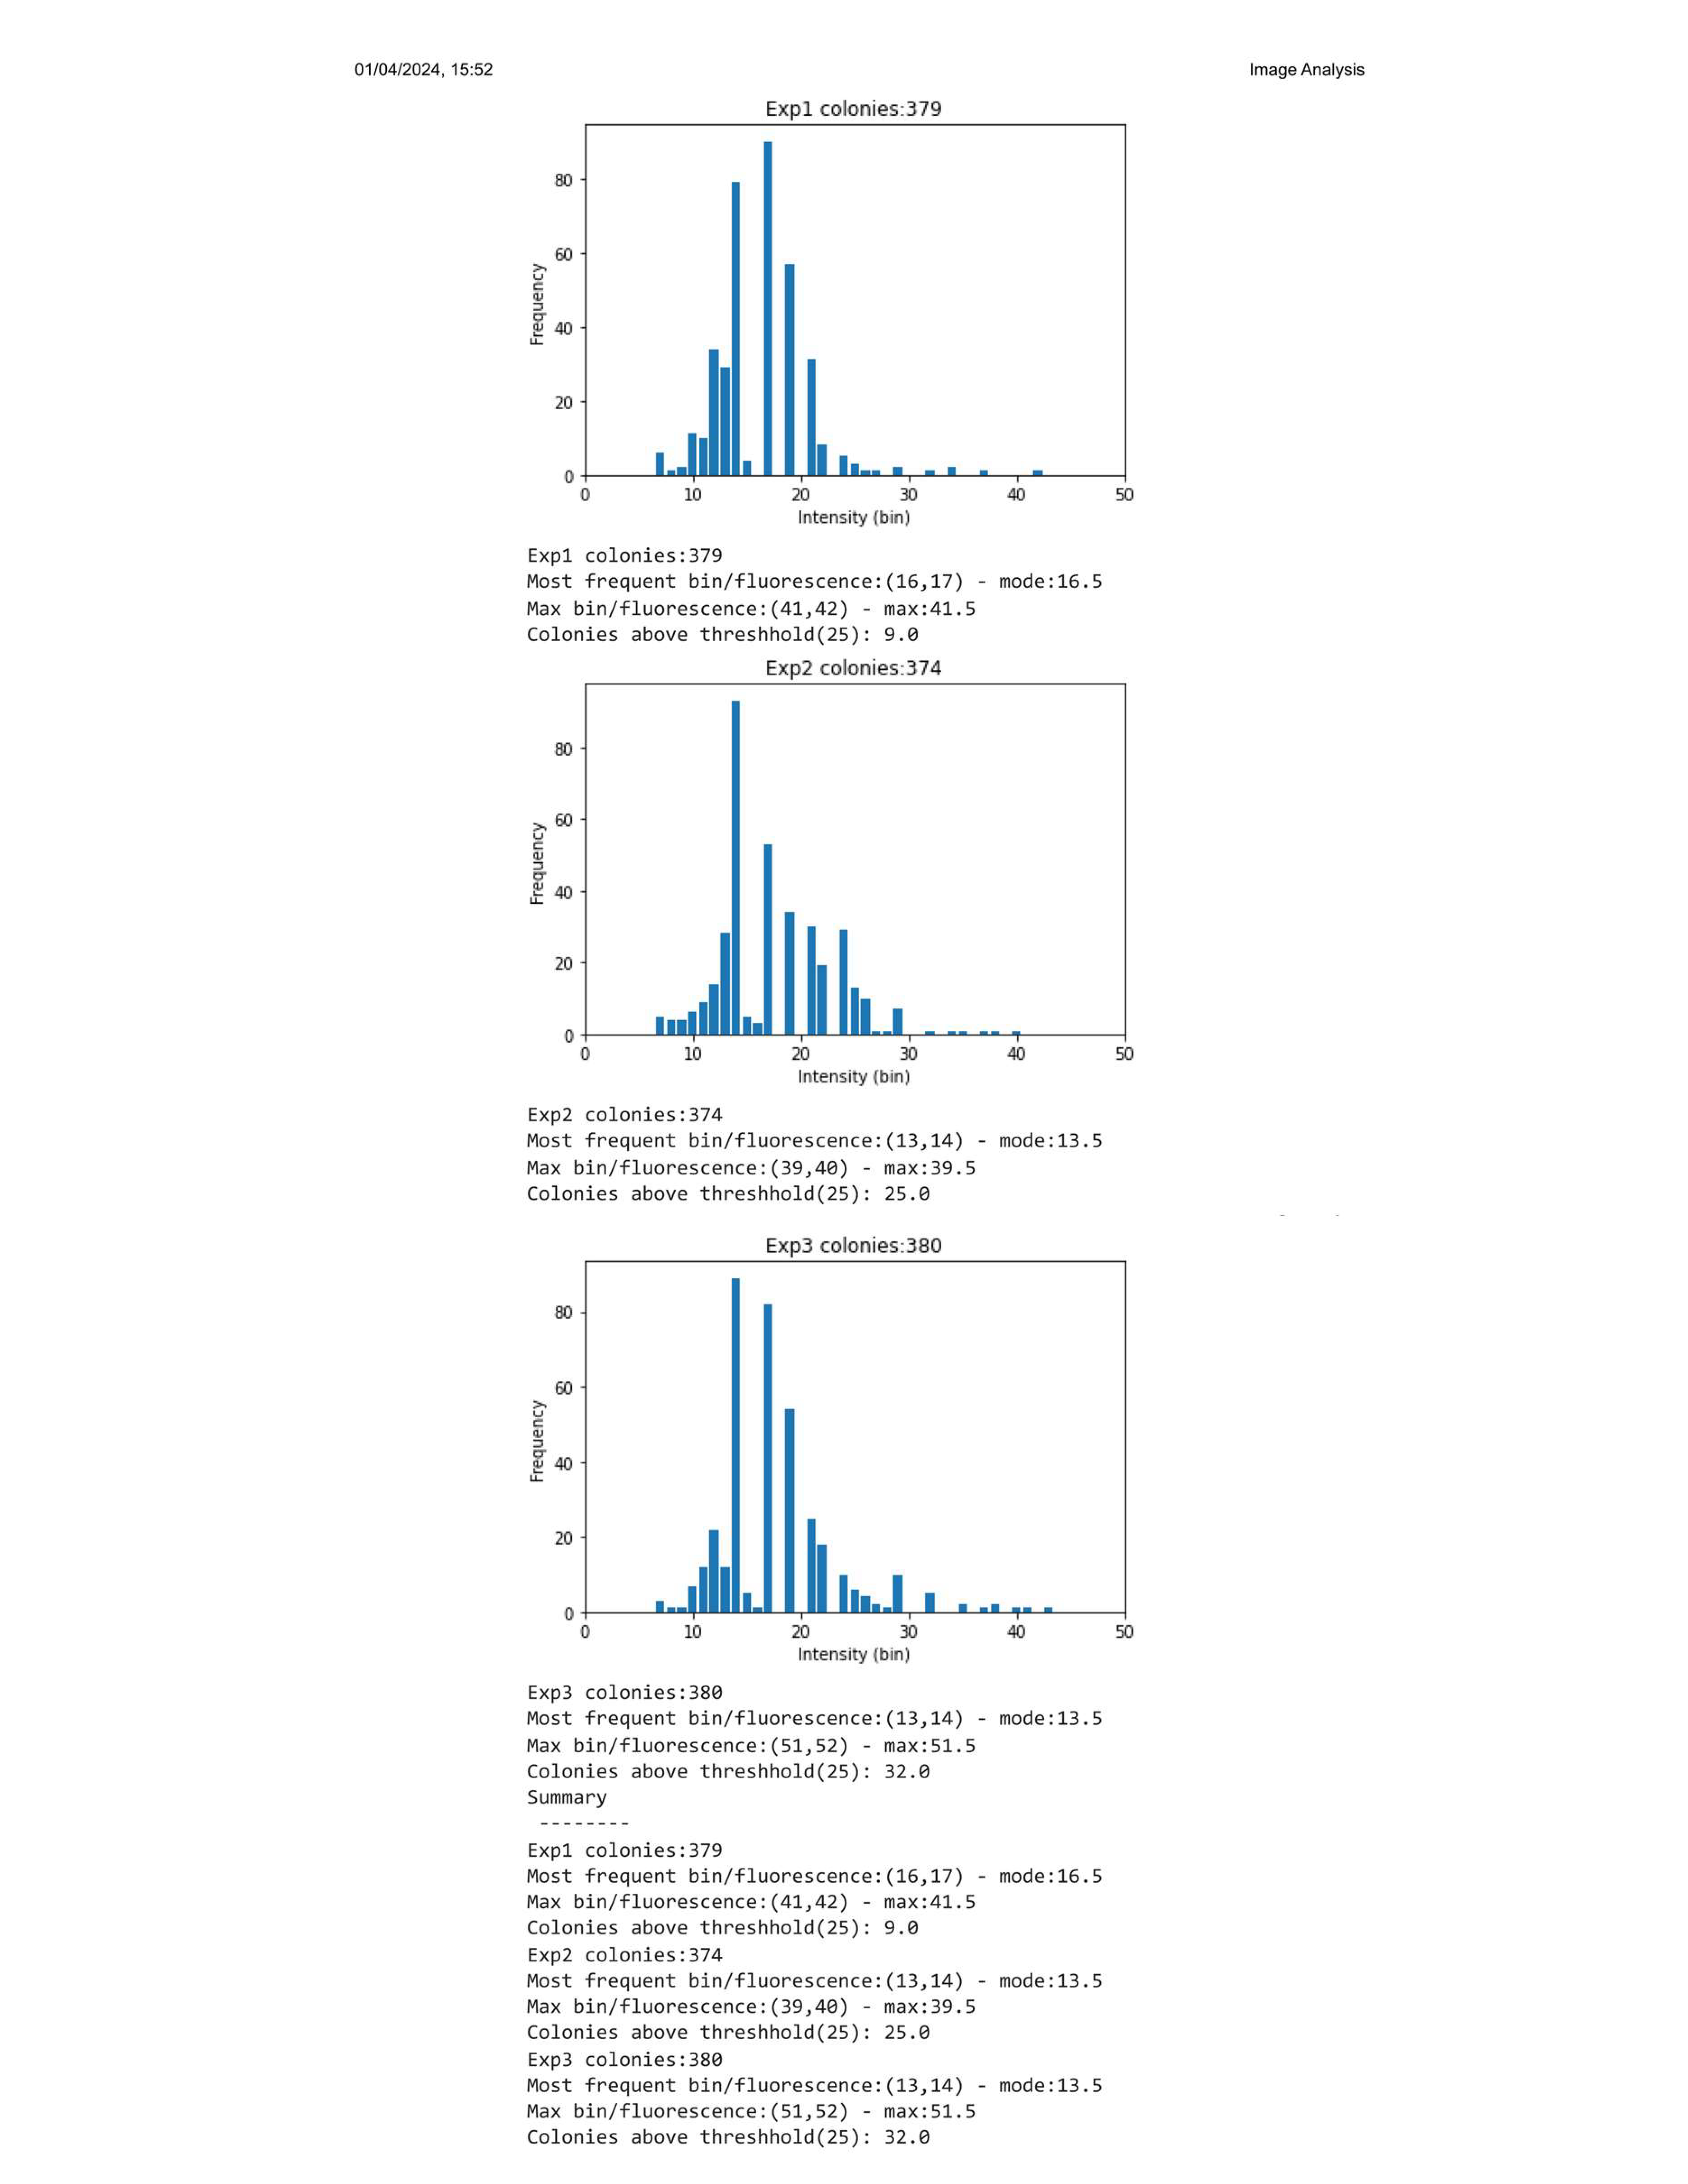 01/04/2024, 15:52 Image Analysis
Exp1 colonies:379
80
60
40
20
0
Frequency
0 10 20 30 40 50
Intensity (bin)
Exp1 colonies:379
Most frequent bin/fluorescence:(16,17) - mode:16.5
Max bin/fluorescence:(41,42) - max:41.5
Colonies above threshhold(25): 9.0
Exp2 colonies:374
80
60
40
20
0
Frequency
0 10 20 30 40 50
Intensity (bin)
Exp2 colonies:374
Most frequent bin/fluorescence:(13,14) - mode:13.5
Max bin/fluorescence:(39,40) - max:39.5
Colonies above threshhold(25): 25.0
Exp3 colonies:380
80
60
40
20
0
Frequency
0 10 20 30 40 50
Intensity (bin)
Exp3 colonies:380
Most frequent bin/fluorescence:(13,14) - mode:13.5
Max bin/fluorescence:(51,52) - max:51.5
Colonies above threshhold(25): 32.0
Summary
--------
Exp1 colonies:379
Most frequent bin/fluorescence:(16,17) - mode:16.5
Max bin/fluorescence:(41,42) - max:41.5
Colonies above threshhold(25): 9.0
Exp2 colonies:374
Most frequent bin/fluorescence:(13,14) - mode:13.5
Max bin/fluorescence:(39,40) - max:39.5
Colonies above threshhold(25): 25.0
Exp3 colonies:380
Most frequent bin/fluorescence:(13,14) - mode:13.5
Max bin/fluorescence:(51,52) - max:51.5
Colonies above threshhold(25): 32.0